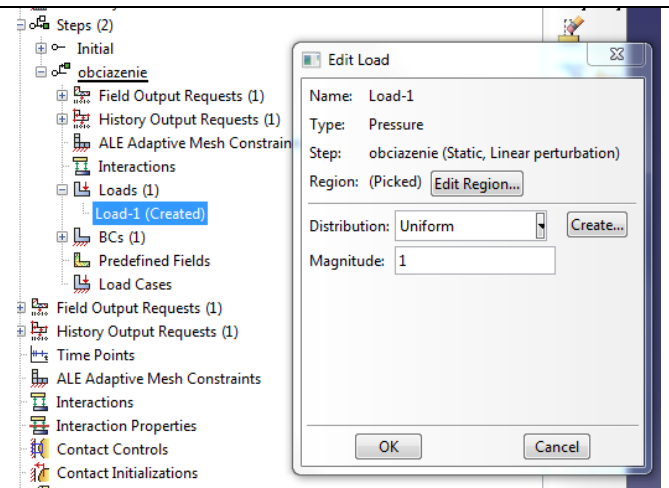 Steps (2)
Initial
obciazenie
Field Output Requests (1)
History Output Requests (1)
ALE Adaptive Mesh Constrain
Interactions
Loads (1)
Load-1 (Created)
BCs (1)
Predefined Fields
Load Cases
Field Output Requests (1)
History Output Requests (1)
Time Points
ALE Adaptive Mesh Constraints
Interactions
Interaction Properties
Contact Controls
Contact Initializations
Edit Load
Name: Load-1
Type: Pressure
Step: obciazenie (Static, Linear perturbation)
Region: (Picked) Edit Region...
Distribution: Uniform Create...
Magnitude: 1
OK Cancel